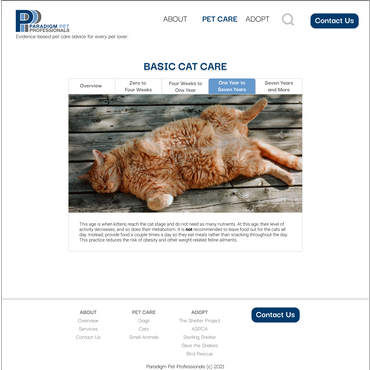 PARADIGM PET
PROFESSIONALS
Evidence-based pet care advice for every pet lover.
ABOUT PET CARE ADOPT Contact Us
BASIC CAT CARE
Overview
Zero to
Four Weeks
Four Weeks to
One Year
One Year to
Seven Years
Seven Years
and More
This age is when kittens reach the cat stage and do not need as many nutrients. At this age, their level of
activity decreases, and so does their metabolism. It is not recommended to leave food out for the cats all
day. Instead, provide food a couple times a day so they eat meals rather than snacking throughout the day.
This practice reduces the risk of obesity and other weight-related feline ailments.
ABOUT
Overview
Services
Contact Us
PET CARE
Dogs
Cats
Small Animals
ADOPT
The Shelter Project
ASPCA
Sterling Shelter
Save the Shakes
Bird Rescue
Contact Us
Paradigm Pet Professionals (c) 2021